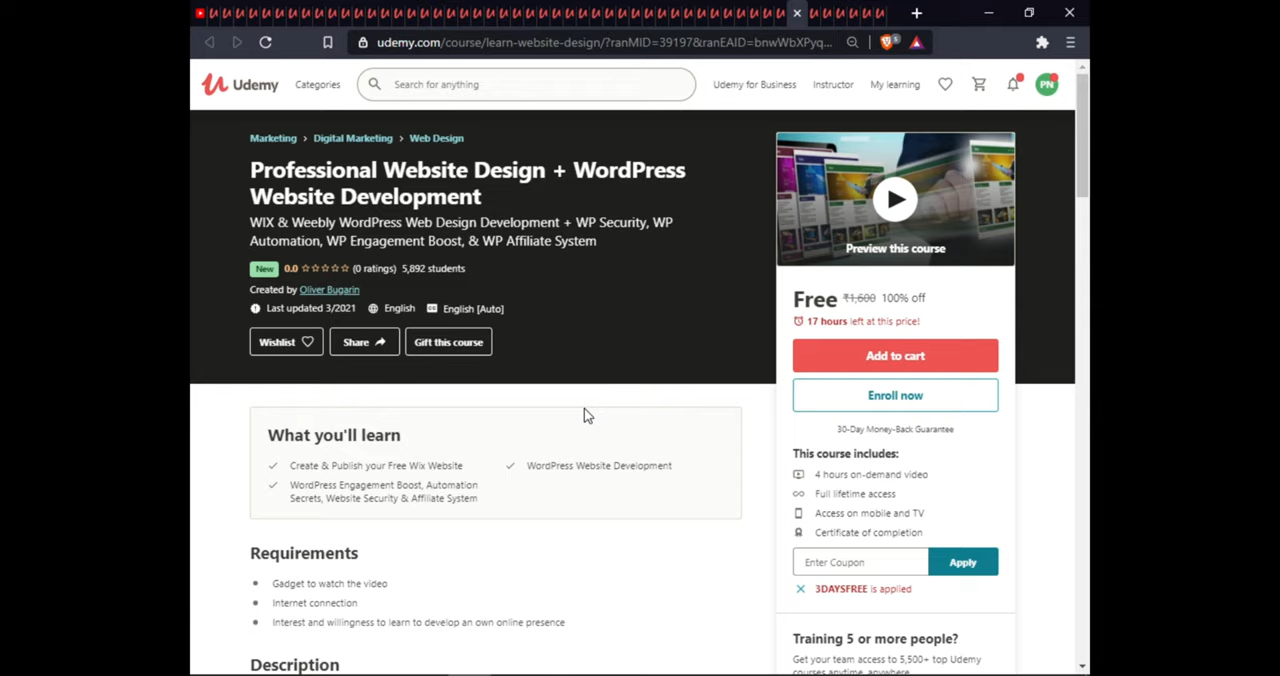 udemy.com/course/learn-website-design/?ranMID=39197&ranEAID=bnwWbXPyq...
Udemy Categories Search for anything Udemy for Business Instructor My learning PN
Marketing > Digital Marketing > Web Design
Professional Website Design + WordPress
Website Development
WIX & Weebly WordPress Web Design Development + WP Security, WP
Automation, WP Engagement Boost, & WP Affiliate System
New 0.0 (0 ratings) 5,892 students
Created by Oliver Bugarin
Last updated 3/2021 English English [Auto]
Wishlist Share Gift this course
What you'll learn
Create & Publish your Free Wix Website
WordPress Website Development
WordPress Engagement Boost, Automation
Secrets, Website Security & Affiliate System
Requirements
Gadget to watch the video
Internet connection
Interest and willingness to learn to develop an own online presence
Description
Preview this course
Free ₹1,600 100% off
17 hours left at this price!
Add to cart
Enroll now
30-Day Money-Back Guarantee
This course includes:
4 hours on-demand video
Full lifetime access
Access on mobile and TV
Certificate of completion
Enter Coupon Apply
3DAYSFREE is applied
Training 5 or more people?
Get your team access to 5,500+ top Udemy
courses anytime, anywhere.